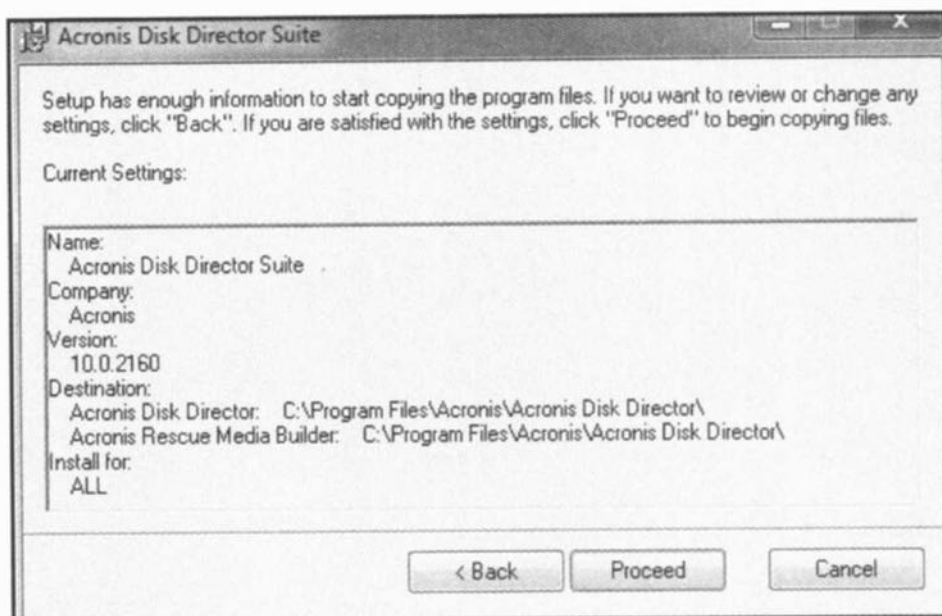 Acronis Disk Director Suite
Setup has enough information to start copying the program files. If you want to review or change any
settings, click "Back". If you are satisfied with the settings, click "Proceed" to begin copying files.
Current Settings:
Name:
Acronis Disk Director Suite
Company:
Acronis
Version:
10.0.2160
Destination:
Acronis Disk Director: C:\Program Files\Acronis\Acronis Disk Director\
Acronis Rescue Media Builder: C:\Program Files\Acronis\Acronis Disk Director\
Install for:
ALL
< Back Proceed Cancel